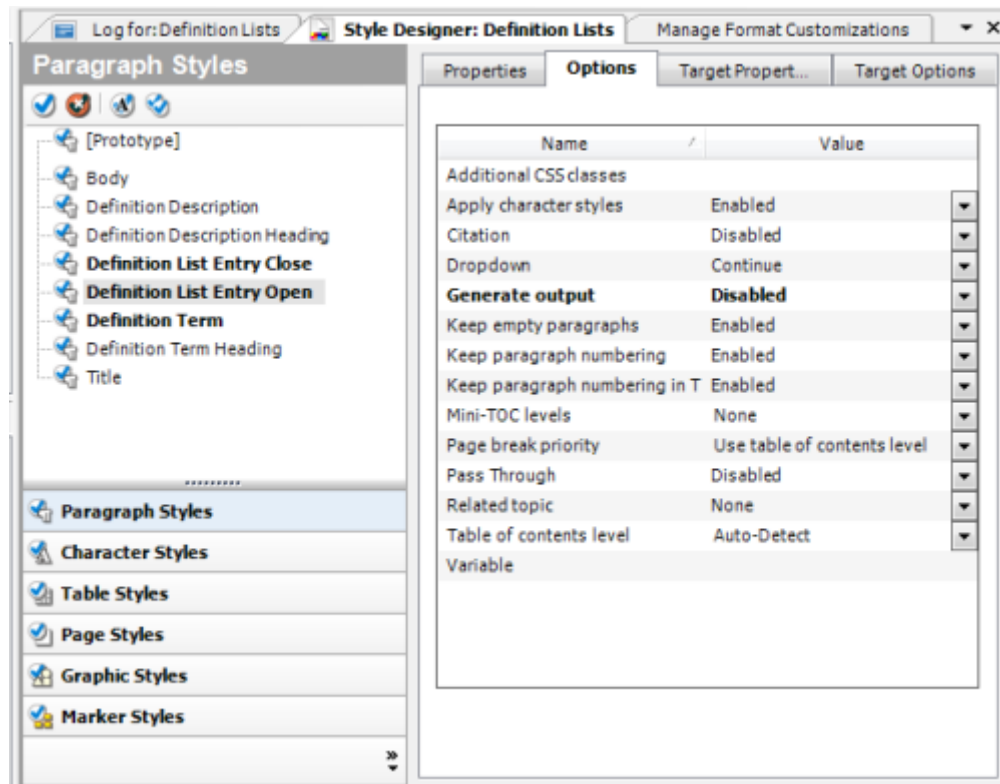 Log for: Definition Lists
Style Designer: Definition Lists
Manage Format Customizations
Paragraph Styles
[Prototype]
Body
Definition Description
Definition Description Heading
Definition List Entry Close
Definition List Entry Open
Definition Term
Definition Term Heading
Title
Paragraph Styles
Character Styles
Table Styles
Page Styles
Graphic Styles
Marker Styles
Properties Options Target Propert... Target Options
Name Value
Additional CSS classes
Apply character styles Enabled
Citation Disabled
Dropdown Continue
Generate output Disabled
Keep empty paragraphs Enabled
Keep paragraph numbering Enabled
Keep paragraph numbering in T Enabled
Mini-TOC levels None
Page break priority Use table of contents level
Pass Through Disabled
Related topic None
Table of contents level Auto-Detect
Variable